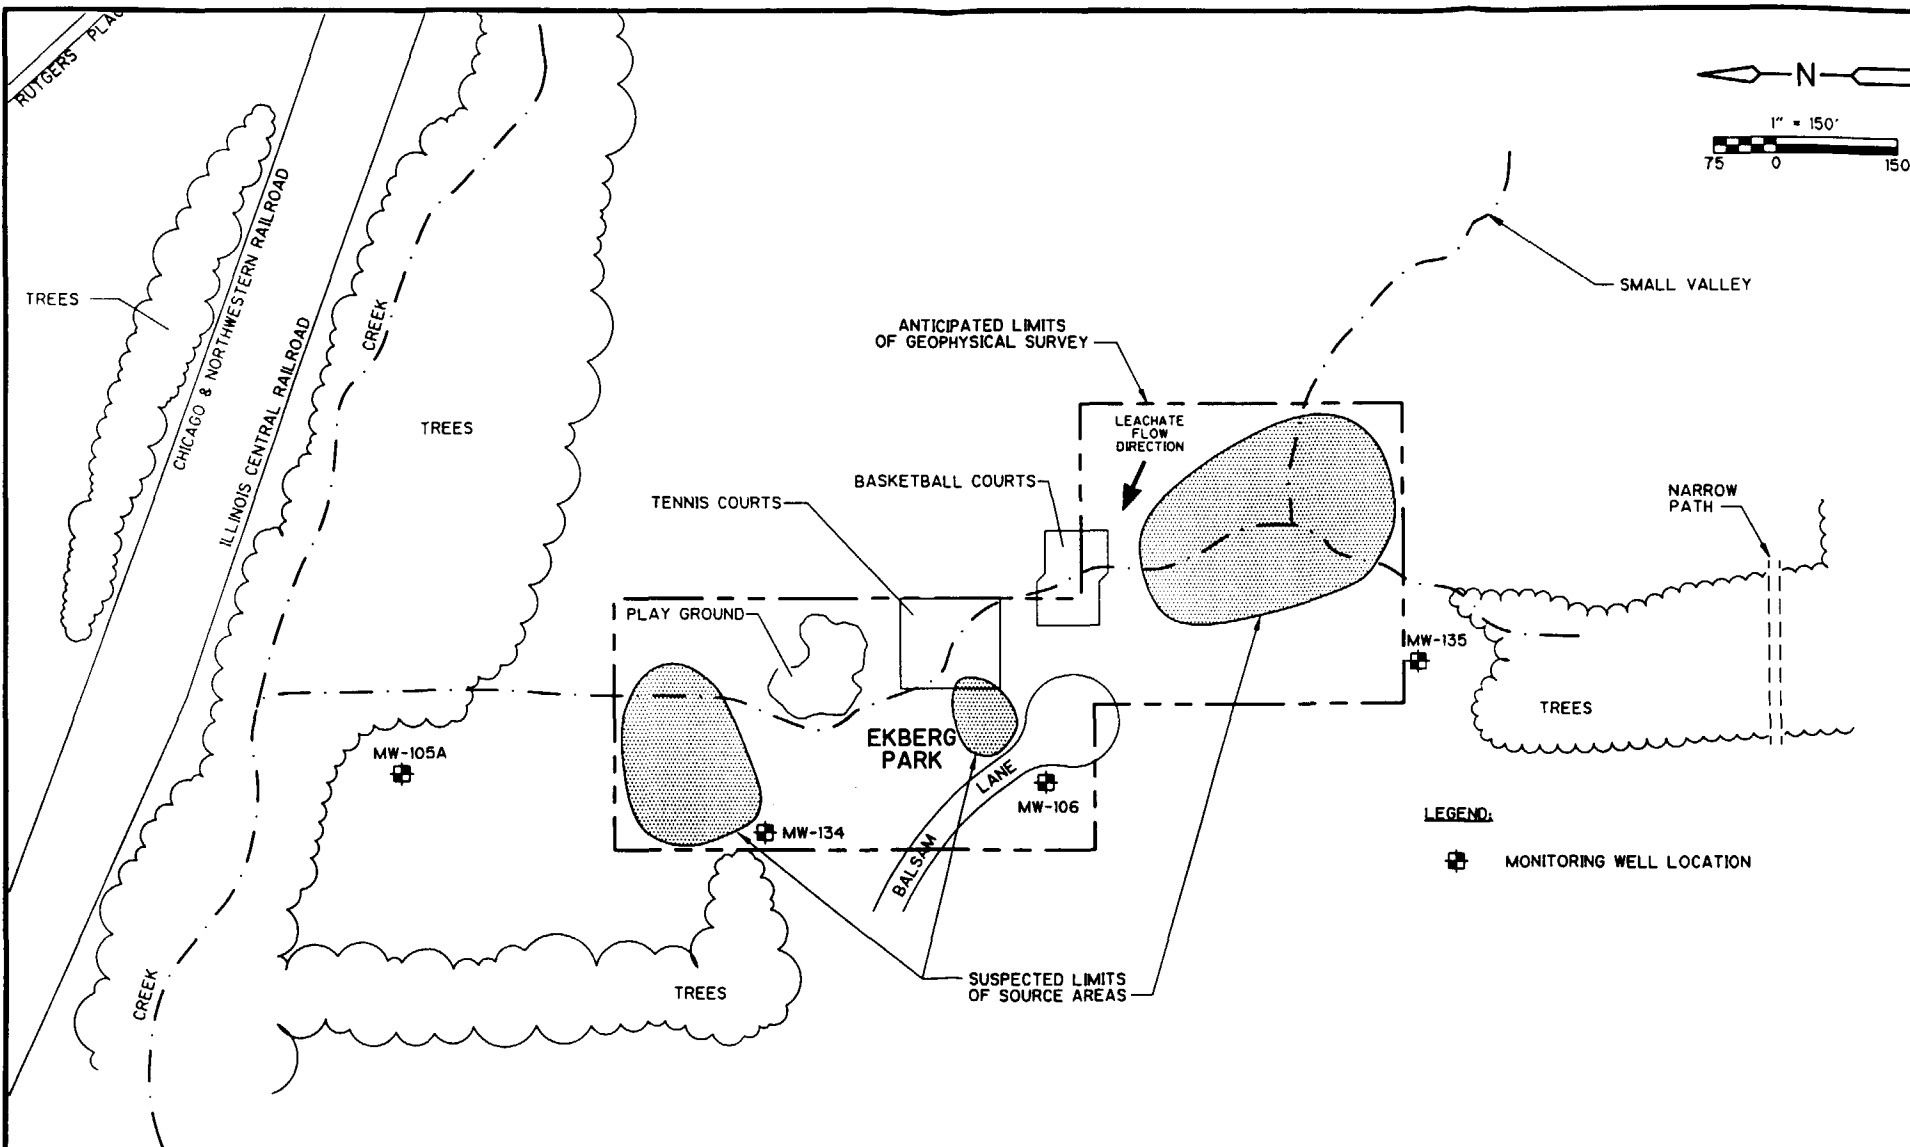 RUTGERS
N
1" = 150'
75 0 150
TREES
CHICAGO & NORTHWESTERN RAILROAD
ILLINOIS CENTRAL RAILROAD
CREEK
SMALL VALLEY
ANTICIPATED LIMITS
OF GEOPHYSICAL SURVEY
TREES
LEACHATE
FLOW
DIRECTION
BASKETBALL COURTS
TENNIS COURTS
NARROW
PATH
PLAY GROUND
MW-135
TREES
EKBERG
PARK
MW-105A
LANE
MW-106
MW-134
BALSAM
LEGEND:
MONITORING WELL LOCATION
CREEK
TREES
SUSPECTED LIMITS
OF SOURCE AREAS